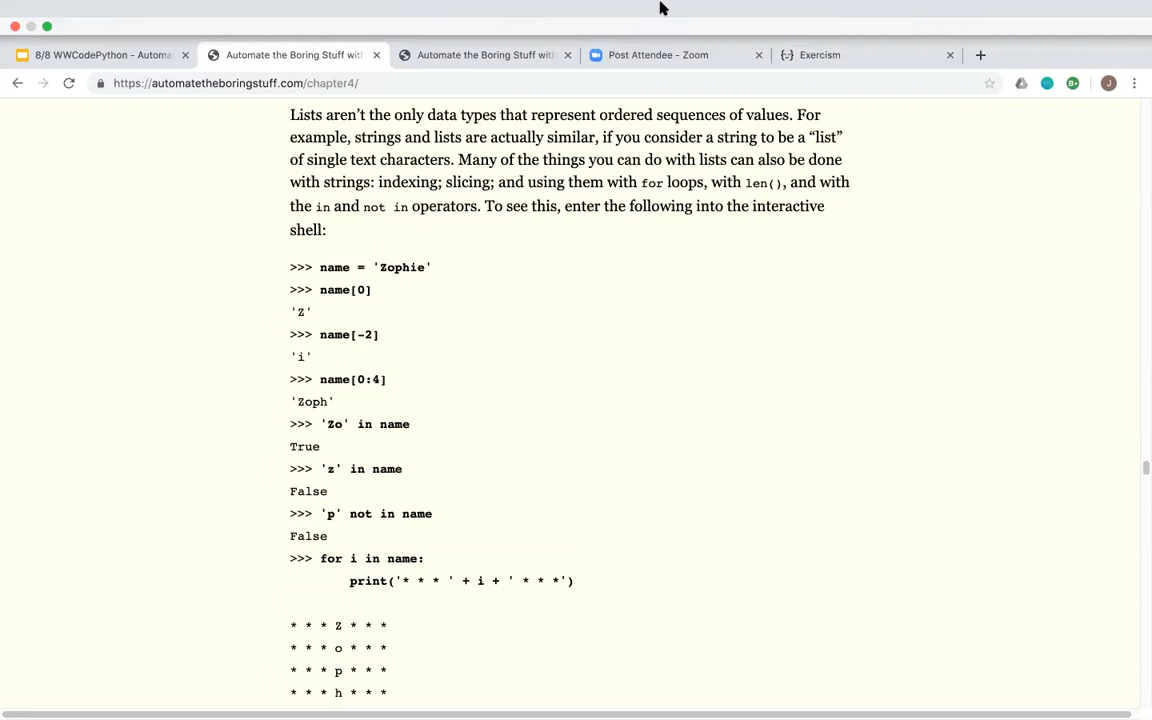 8/8 WWCodePython - Automa
Automate the Boring Stuff wit
Automate the Boring Stuff wit
Post Attendee - Zoom
Exercism
https://automatetheboringstuff.com/chapter4/
J
Lists aren’t the only data types that represent ordered sequences of values. For
example, strings and lists are actually similar, if you consider a string to be a “list”
of single text characters. Many of the things you can do with lists can also be done
with strings: indexing; slicing; and using them with for loops, with len(), and with
the in and not in operators. To see this, enter the following into the interactive
shell:
>>> name = 'Zophie'
>>> name[0]
'Z'
>>> name[-2]
'i'
>>> name[0:4]
'Zoph'
>>> 'Zo' in name
True
>>> 'z' in name
False
>>> 'p' not in name
False
>>> for i in name:
print('* * * ' + i + ' * * *')
* * * Z * * *
* * * o * * *
* * * p * * *
* * * h * * *